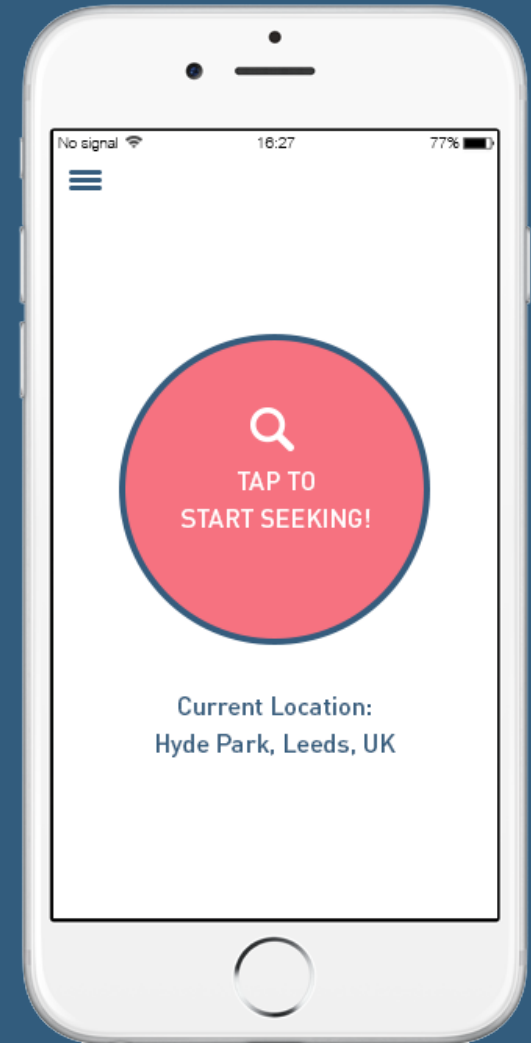 No signal 16:27 77%
TAP TO
START SEEKING!
Current Location:
Hyde Park, Leeds, UK